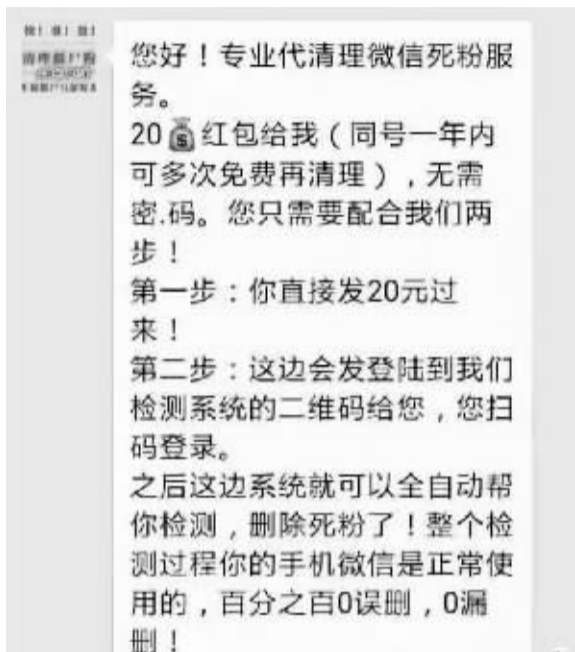 您好！专业代清理微信死粉服
务。
20💰红包给我（同号一年内
可多次免费再清理），无需
密.码。您只需要配合我们两
步！
第一步：你直接发20元过
来！
第二步：这边会发登陆到我们
检测系统的二维码给您，您扫
码登录。
之后这边系统就可以全自动帮
你检测，删除死粉了！整个检
测过程你的手机微信是正常使
用的，百分之百0误删，0漏
删！